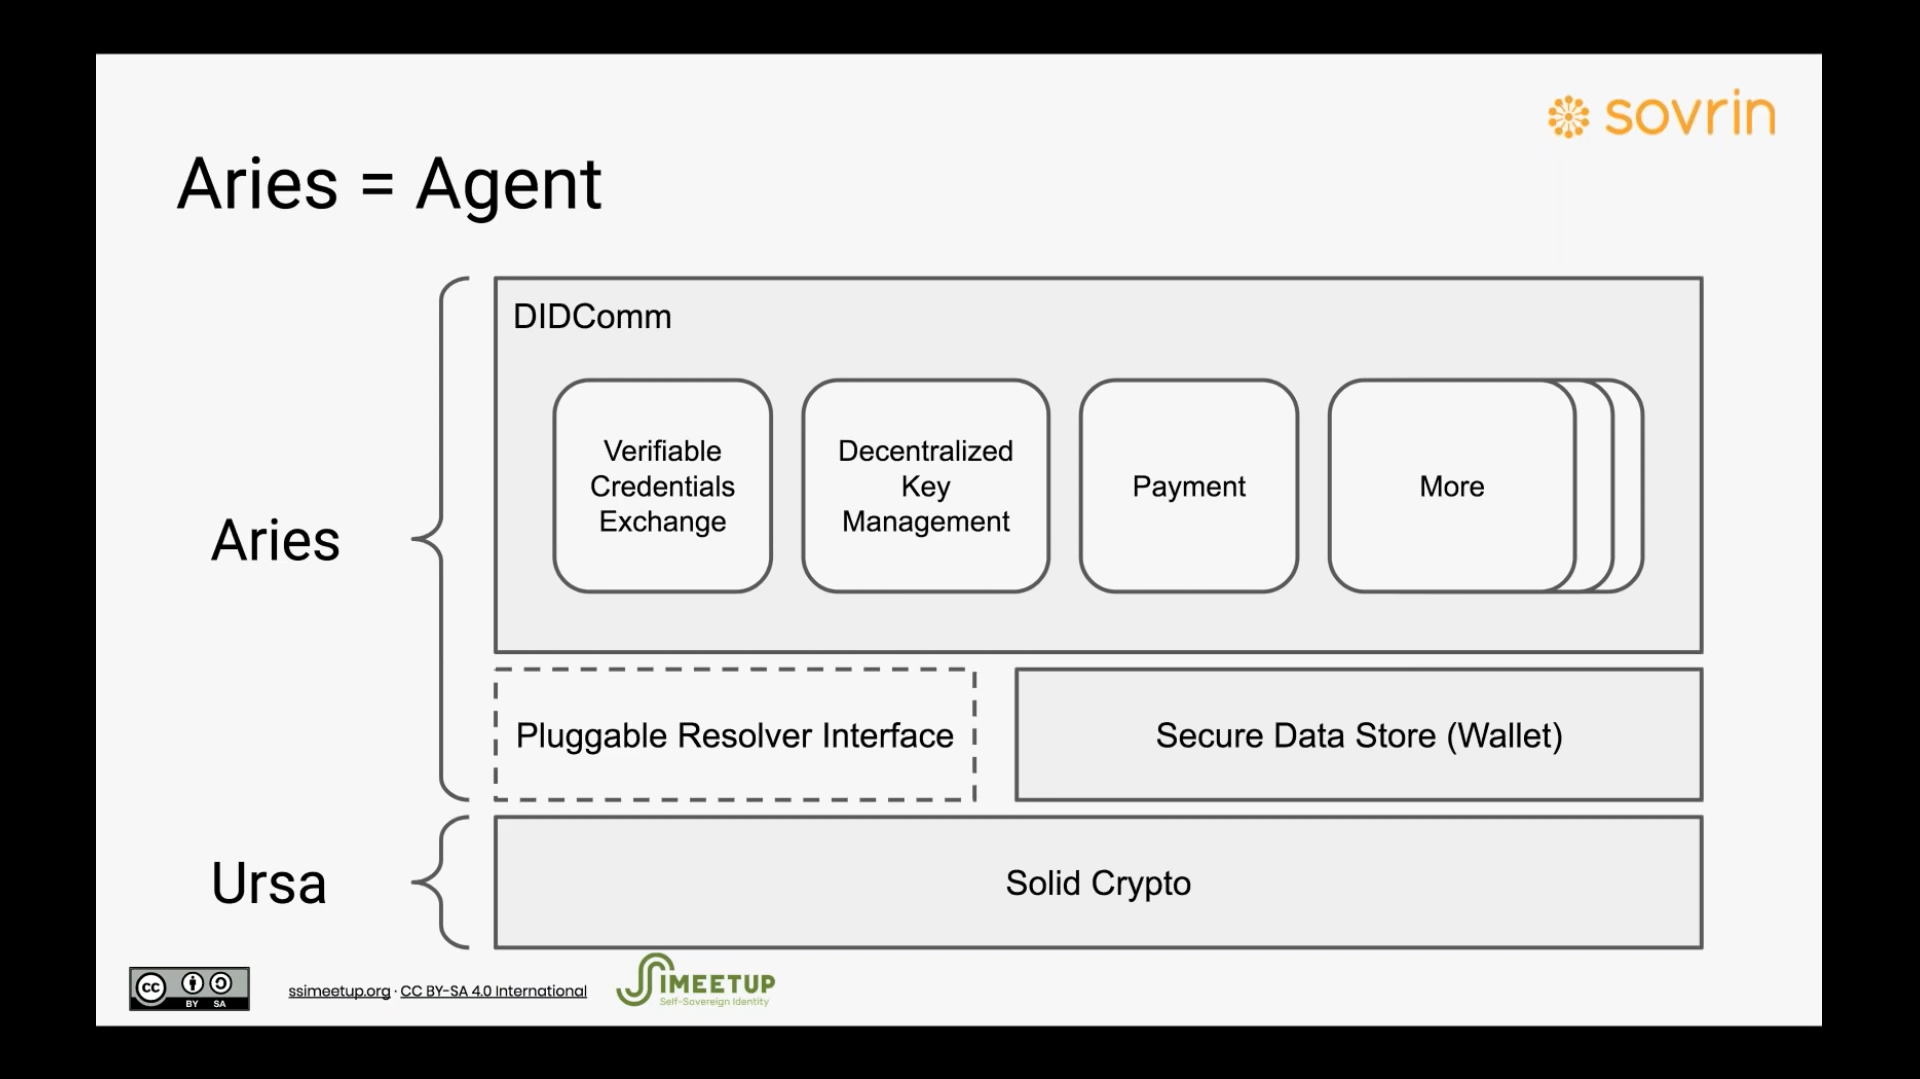 sovrin
Aries = Agent
DIDComm
Verifiable
Credentials
Exchange
Decentralized
Key
Management
Payment
More
Aries
Pluggable Resolver Interface
Secure Data Store (Wallet)
Ursa
Solid Crypto
cc
BY SA
ssimeetup.org · CC BY-SA 4.0 International
SSIMEETUP
Self-Sovereign Identity